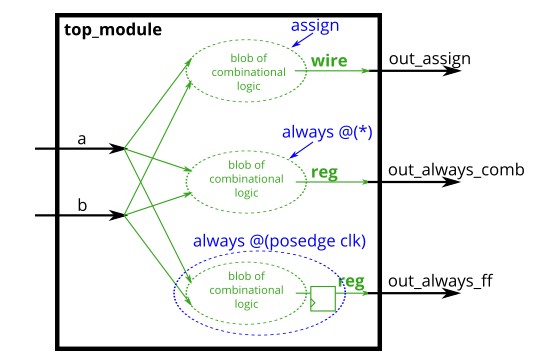 top_module
assign
blob of
combinational
logic
wire
out_assign
a
always @(*)
blob of
combinational
logic
reg
out_always_comb
b
always @(posedge clk)
blob of
combinational
logic
reg
out_always_ff